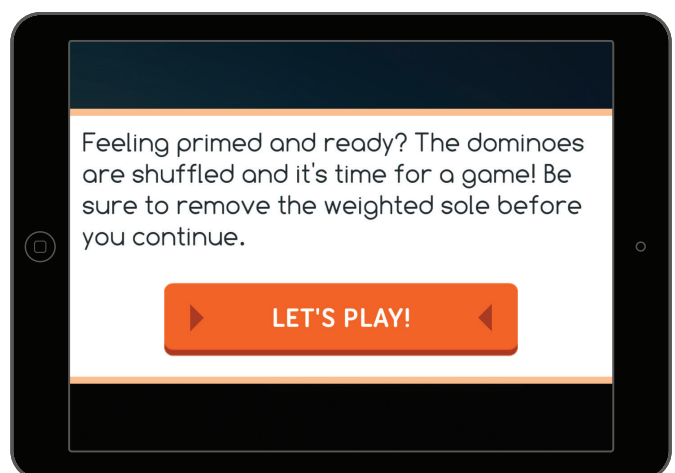 Feeling primed and ready? The dominoes
are shuffled and it's time for a game! Be
sure to remove the weighted sole before
you continue.
LET'S PLAY!